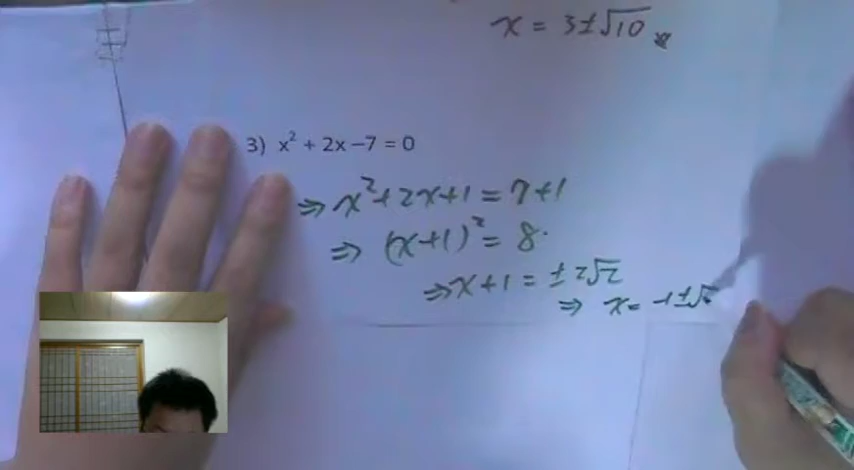 x = 3±√10
3) x² + 2x – 7 = 0
⇒ x² + 2x + 1 = 7 + 1
⇒ (x+1)² = 8
⇒ x + 1 = ± 2√2
⇒ x = -1 ± √